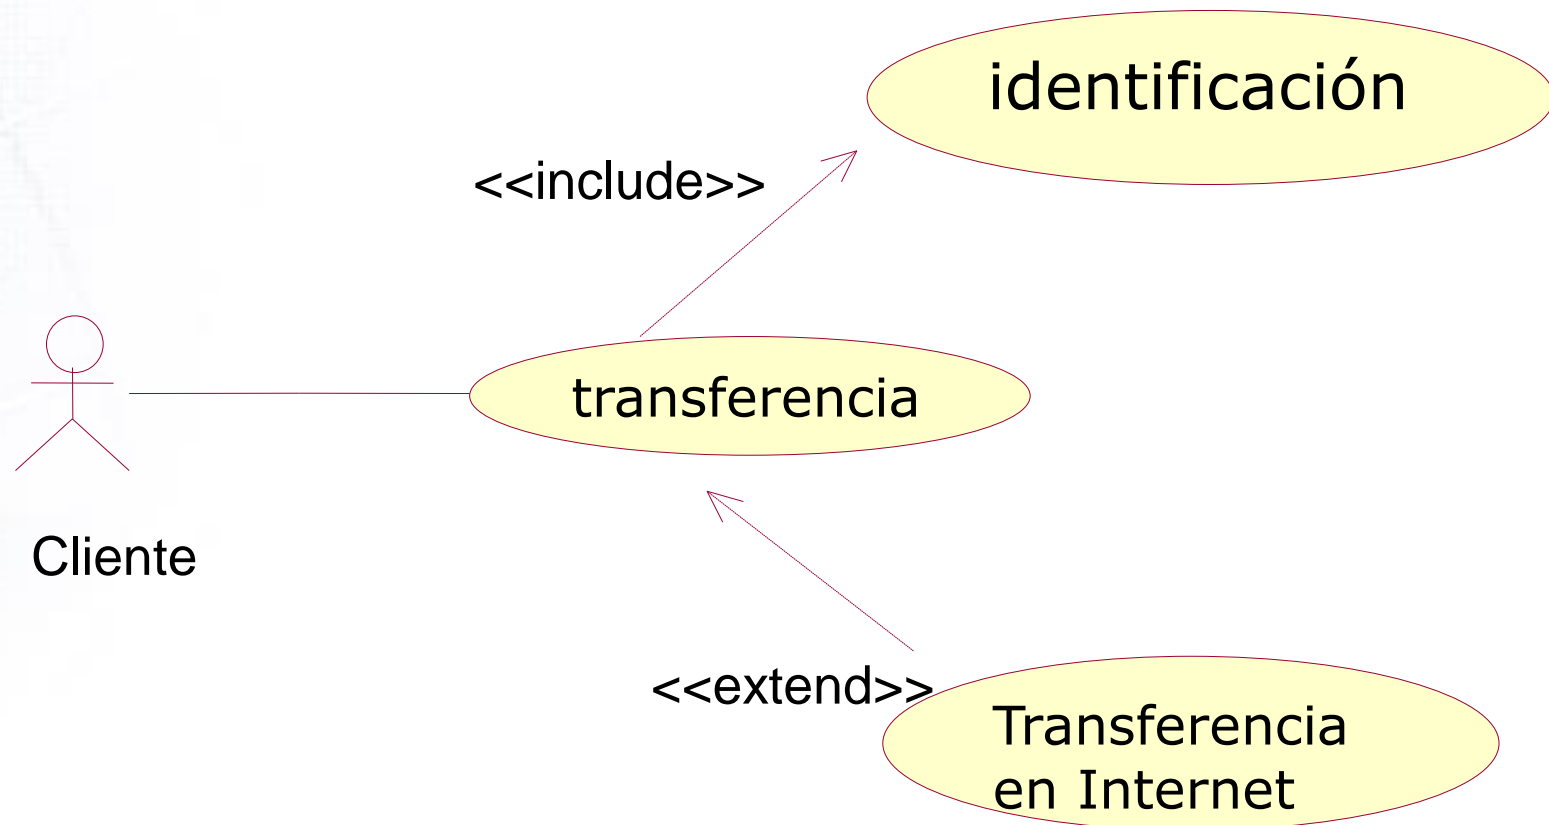 identificación
<<include>>
transferencia
Cliente
<<extend>>
Transferencia
en Internet